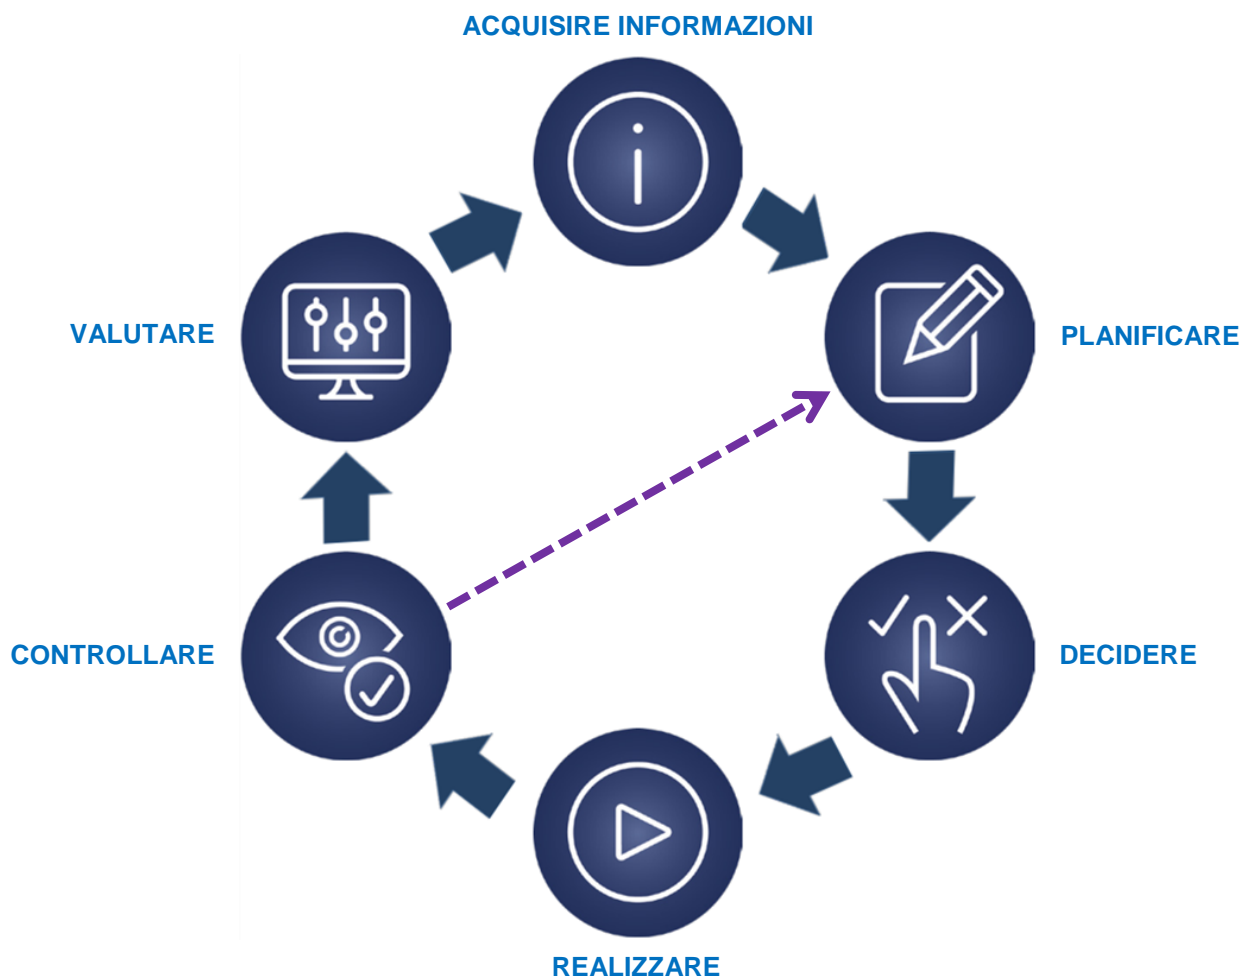 ACQUISIRE INFORMAZIONI
VALUTARE
PLANIFICARE
CONTROLLARE
DECIDERE
REALIZZARE